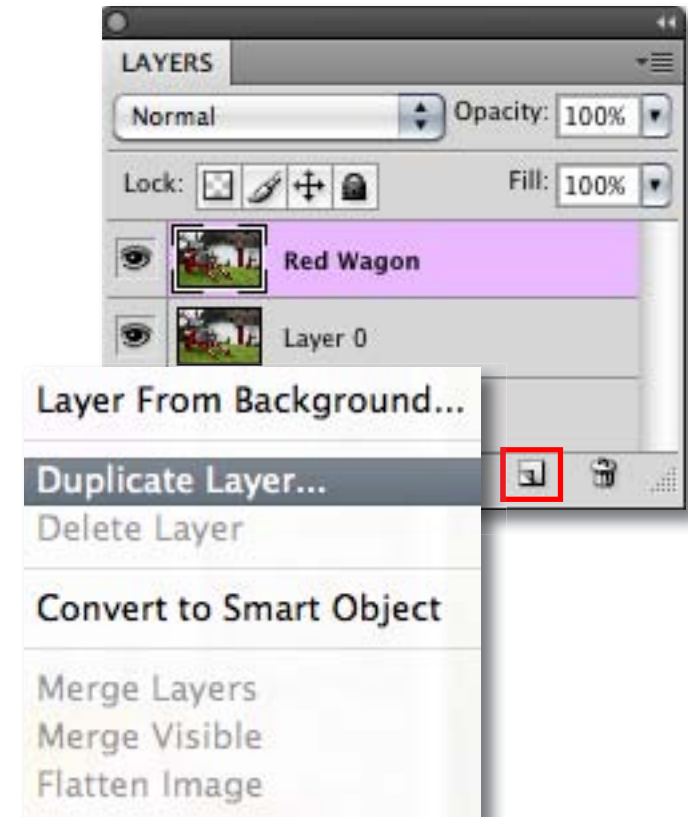 LAYERS
Normal Opacity: 100%
Lock: Fill: 100%
Red Wagon
Layer 0
Layer From Background...
Duplicate Layer...
Delete Layer
Convert to Smart Object
Merge Layers
Merge Visible
Flatten Image